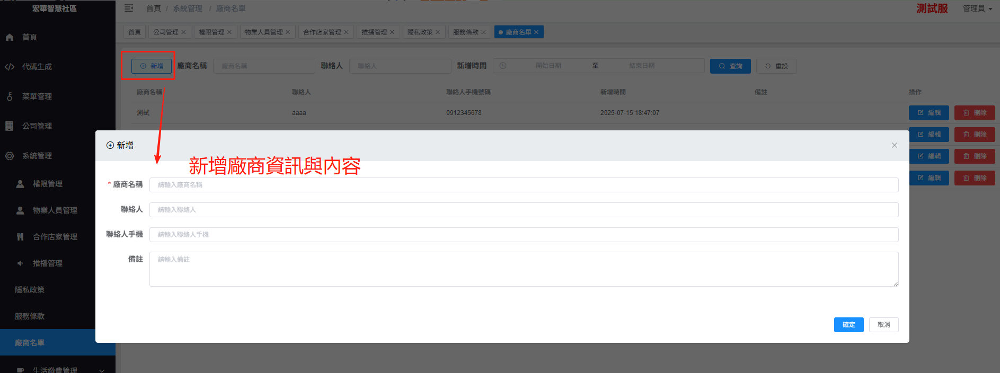 宏華智慧社區
首頁 / 系統管理 / 廠商名單
測試服
管理員
首頁
公司管理
權限管理
物業人員管理
合作店家管理
推播管理
隱私政策
服務條款
廠商名單
首頁
代碼生成
菜單管理
公司管理
系統管理
權限管理
物業人員管理
合作店家管理
推播管理
隱私政策
服務條款
廠商名單
生活繳費管理
新增
廠商名稱 廠商名稱
聯絡人 聯絡人
新增時間 開始日期 至 結束日期
查詢
重設
廠商名稱 聯絡人 聯絡人手機號碼 新增時間 備註 操作
測試 aaaa 0912345678 2025-07-15 18:47:07 編輯 刪除
編輯 刪除
編輯 刪除
編輯 刪除
新增
新增廠商資訊與內容
* 廠商名稱 請輸入廠商名稱
聯絡人 請輸入聯絡人
聯絡人手機 請輸入聯絡人手機
備註 請輸入備註
確定 取消